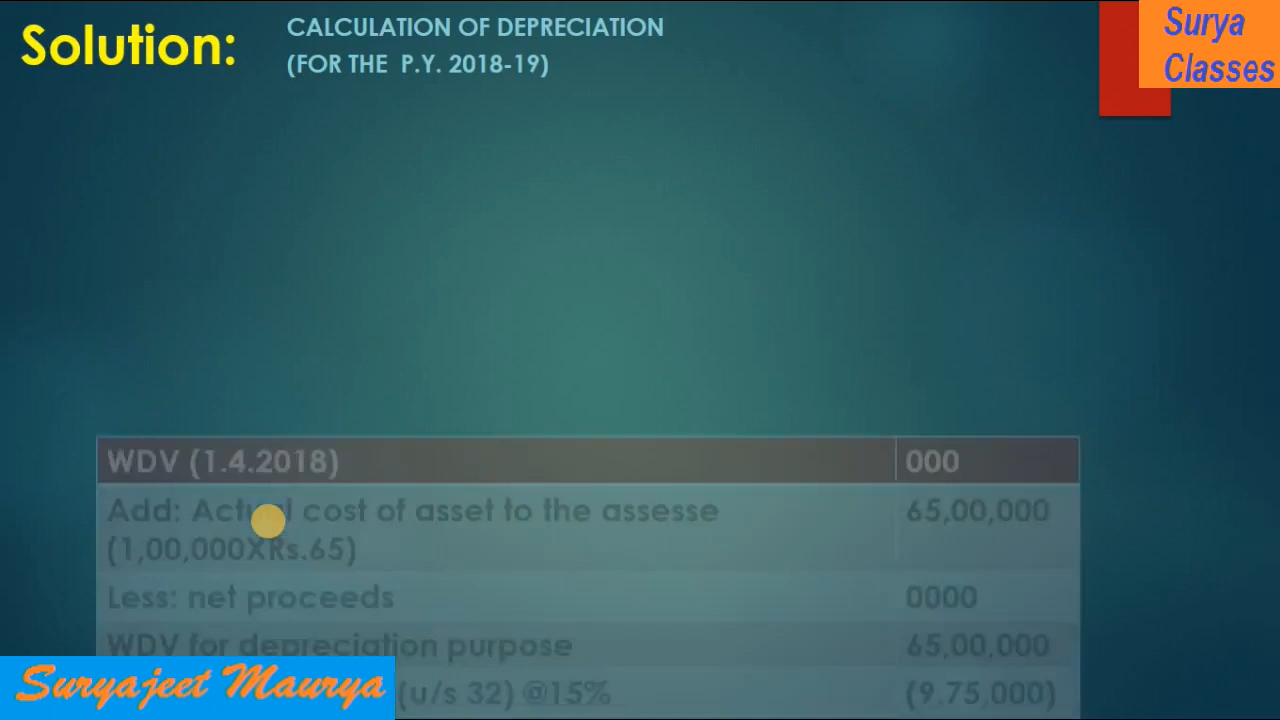 Solution:
CALCULATION OF DEPRECIATION
(FOR THE P.Y. 2018-19)
Surya
Classes
WDV (1.4.2018) 000
Add: Actual cost of asset to the assesse 65,00,000
(1,00,000XRs.65)
Less: net proceeds 0000
WDV for depreciation purpose 65,00,000
(u/s 32) @15% (9,75,000)
Suryajeet Maurya